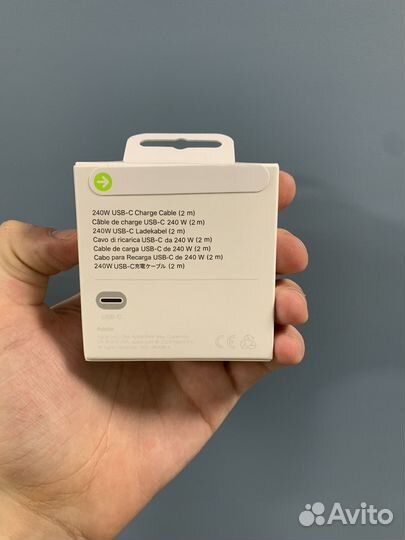 240W USB-C Charge Cable (2 m)
Câble de charge USB-C 240 W (2 m)
240W USB-C Ladekabel (2 m)
Cavo di ricarica USB-C da 240 W (2 m)
Cable de carga USB-C de 240 W (2 m)
Cabo para Recarga USB-C de 240 W (2 m)
240W USB-C充電ケーブル (2 m)
USB-C
CE
Avito